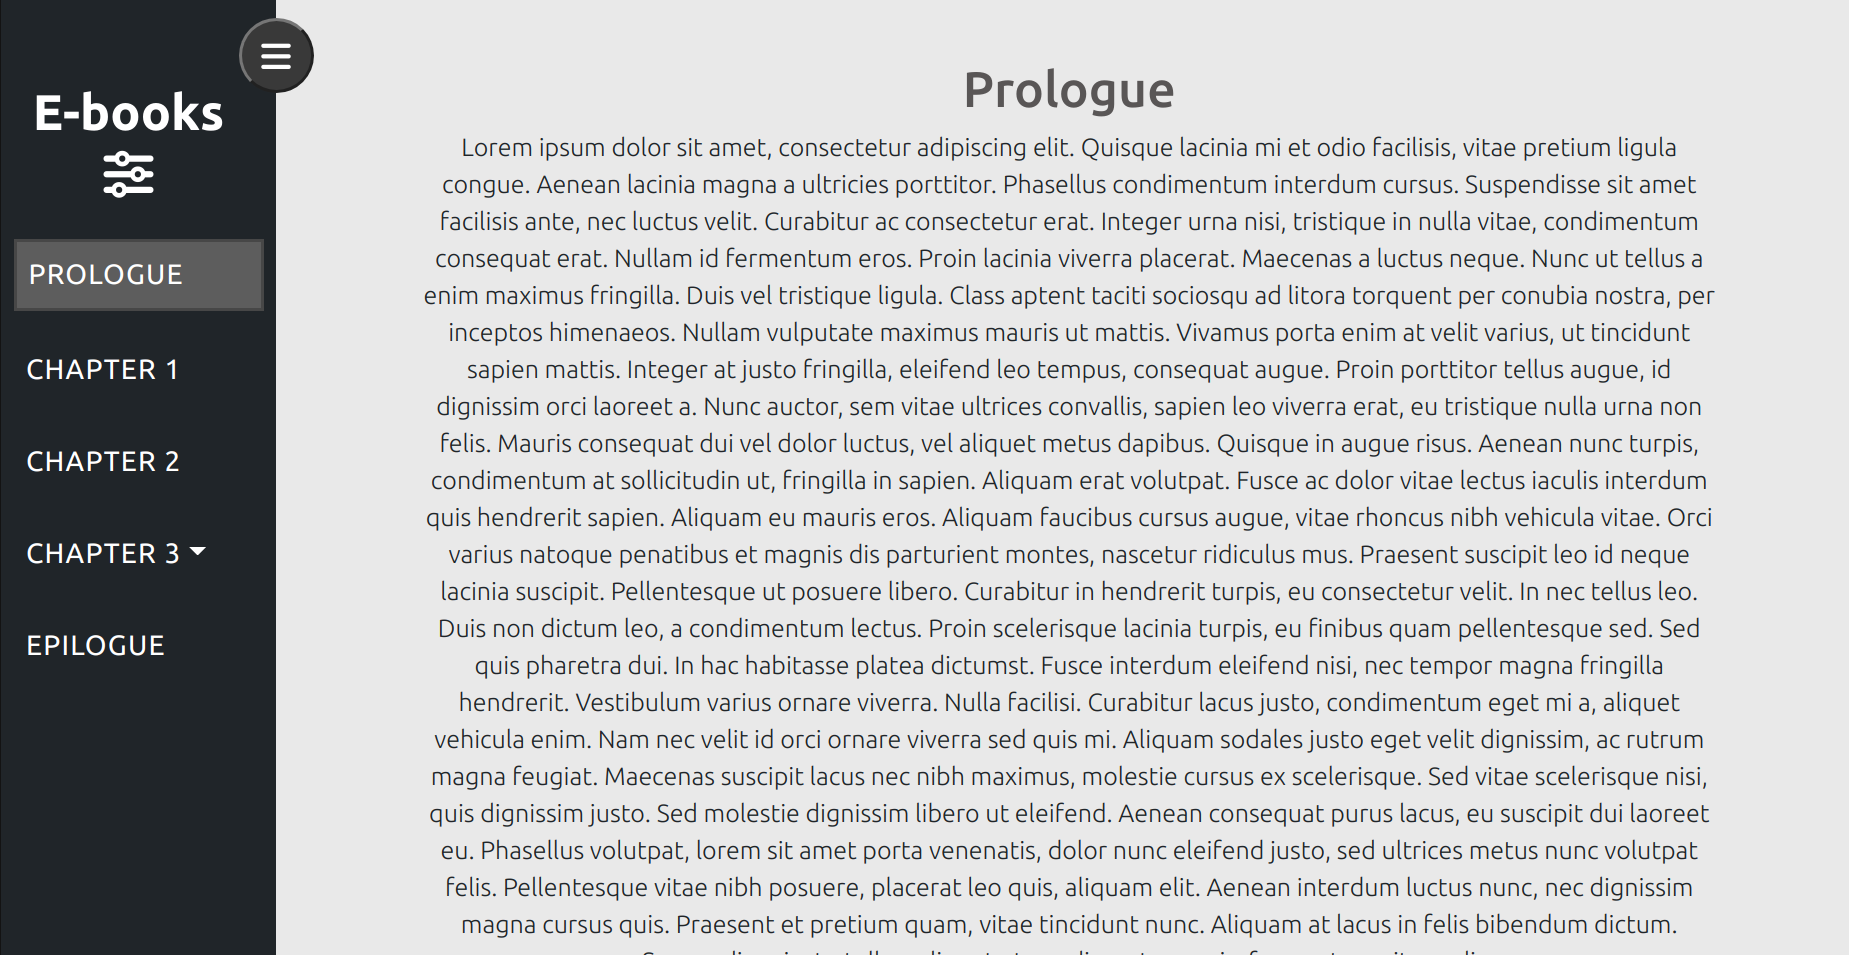 E-books
PROLOGUE
CHAPTER 1
CHAPTER 2
CHAPTER 3
EPILOGUE
Prologue
Lorem ipsum dolor sit amet, consectetur adipiscing elit. Quisque lacinia mi et odio facilisis, vitae pretium ligula
congue. Aenean lacinia magna a ultricies porttitor. Phasellus condimentum interdum cursus. Suspendisse sit amet
facilisis ante, nec luctus velit. Curabitur ac consectetur erat. Integer urna nisi, tristique in nulla vitae, condimentum
consequat erat. Nullam id fermentum eros. Proin lacinia viverra placerat. Maecenas a luctus neque. Nunc ut tellus a
enim maximus fringilla. Duis vel tristique ligula. Class aptent taciti sociosqu ad litora torquent per conubia nostra, per
inceptos himenaeos. Nullam vulputate maximus mauris ut mattis. Vivamus porta enim at velit varius, ut tincidunt
sapien mattis. Integer at justo fringilla, eleifend leo tempus, consequat augue. Proin porttitor tellus augue, id
dignissim orci laoreet a. Nunc auctor, sem vitae ultrices convallis, sapien leo viverra erat, eu tristique nulla urna non
felis. Mauris consequat dui vel dolor luctus, vel aliquet metus dapibus. Quisque in augue risus. Aenean nunc turpis,
condimentum at sollicitudin ut, fringilla in sapien. Aliquam erat volutpat. Fusce ac dolor vitae lectus iaculis interdum
quis hendrerit sapien. Aliquam eu mauris eros. Aliquam faucibus cursus augue, vitae rhoncus nibh vehicula vitae. Orci
varius natoque penatibus et magnis dis parturient montes, nascetur ridiculus mus. Praesent suscipit leo id neque
lacinia suscipit. Pellentesque ut posuere libero. Curabitur in hendrerit turpis, eu consectetur velit. In nec tellus leo.
Duis non dictum leo, a condimentum lectus. Proin scelerisque lacinia turpis, eu finibus quam pellentesque sed. Sed
quis pharetra dui. In hac habitasse platea dictumst. Fusce interdum eleifend nisi, nec tempor magna fringilla
hendrerit. Vestibulum varius ornare viverra. Nulla facilisi. Curabitur lacus justo, condimentum eget mi a, aliquet
vehicula enim. Nam nec velit id orci ornare viverra sed quis mi. Aliquam sodales justo eget velit dignissim, ac rutrum
magna feugiat. Maecenas suscipit lacus nec nibh maximus, molestie cursus ex scelerisque. Sed vitae scelerisque nisi,
quis dignissim justo. Sed molestie dignissim libero ut eleifend. Aenean consequat purus lacus, eu suscipit dui laoreet
eu. Phasellus volutpat, lorem sit amet porta venenatis, dolor nunc eleifend justo, sed ultrices metus nunc volutpat
felis. Pellentesque vitae nibh posuere, placerat leo quis, aliquam elit. Aenean interdum luctus nunc, nec dignissim
magna cursus quis. Praesent et pretium quam, vitae tincidunt nunc. Aliquam at lacus in felis bibendum dictum.